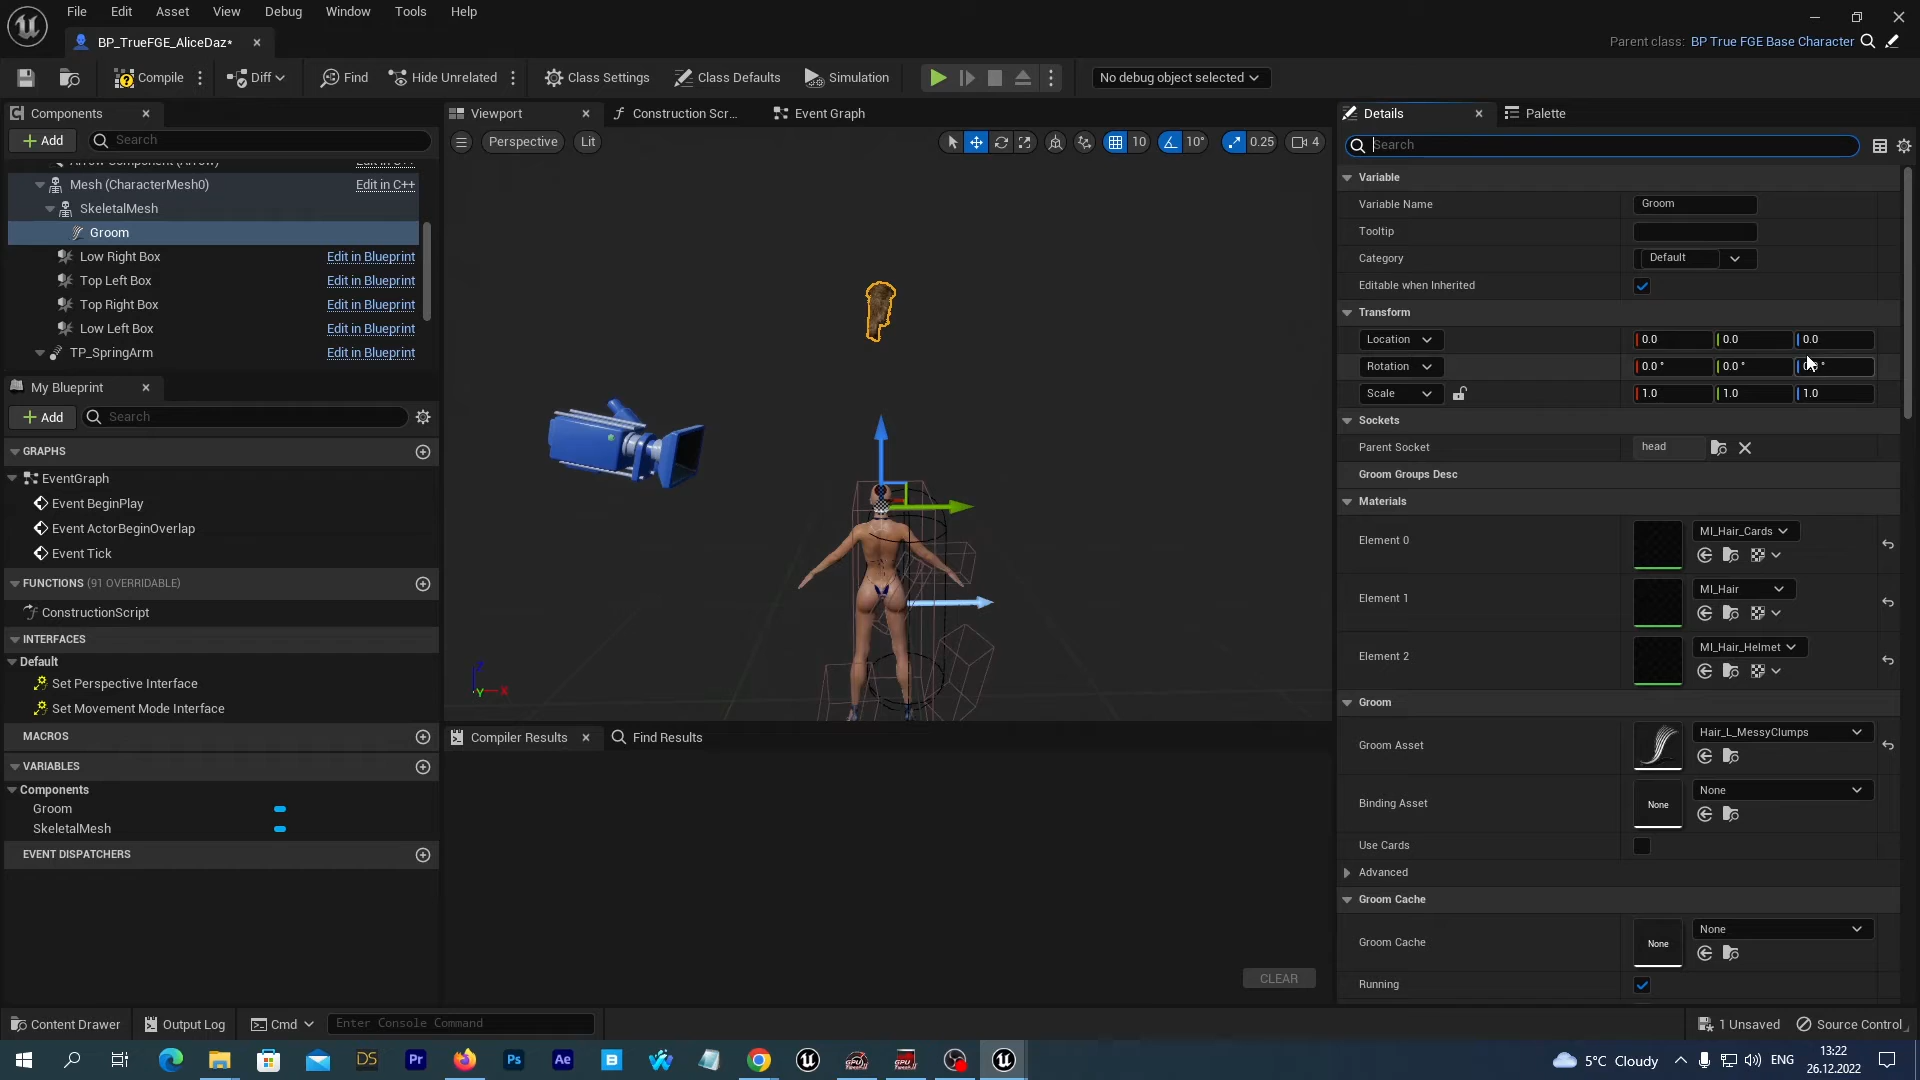 File Edit Asset View Debug Window Tools Help
BP_TrueFGE_AliceDaz*
Parent class: BP True FGE Base Character
Compile Diff Find Hide Unrelated Class Settings Class Defaults Simulation No debug object selected
Components
Add Search
Arrow Component (Arrow) Edit in C++
Mesh (CharacterMesh0) Edit in C++
SkeletalMesh
Groom
Low Right Box Edit in Blueprint
Top Left Box Edit in Blueprint
Top Right Box Edit in Blueprint
Low Left Box Edit in Blueprint
TP_SpringArm Edit in Blueprint
My Blueprint
Add Search
GRAPHS
EventGraph
Event BeginPlay
Event ActorBeginOverlap
Event Tick
FUNCTIONS (91 OVERRIDABLE)
ConstructionScript
INTERFACES
Default
Set Perspective Interface
Set Movement Mode Interface
MACROS
VARIABLES
Components
Groom
SkeletalMesh
EVENT DISPATCHERS
Viewport Construction Scr... Event Graph
Perspective Lit 10 10° 0.25 4
Z
Y X
Compiler Results Find Results
CLEAR
Details Palette
Search
Variable
Variable Name Groom
Tooltip
Category Default
Editable when Inherited
Transform
Location 0.0 0.0 0.0
Rotation 0.0 ° 0.0 °
Scale 1.0 1.0 1.0
Sockets
Parent Socket head
Groom Groups Desc
Materials
Element 0 MI_Hair_Cards
Element 1 MI_Hair
Element 2 MI_Hair_Helmet
Groom
Groom Asset Hair_L_MessyClumps
Binding Asset None None
Use Cards
Advanced
Groom Cache
Groom Cache None None
Running
Content Drawer Output Log Cmd Enter Console Command 1 Unsaved Source Control
DS Pr Ps Ae 5°C Cloudy ENG 13:22
26.12.2022